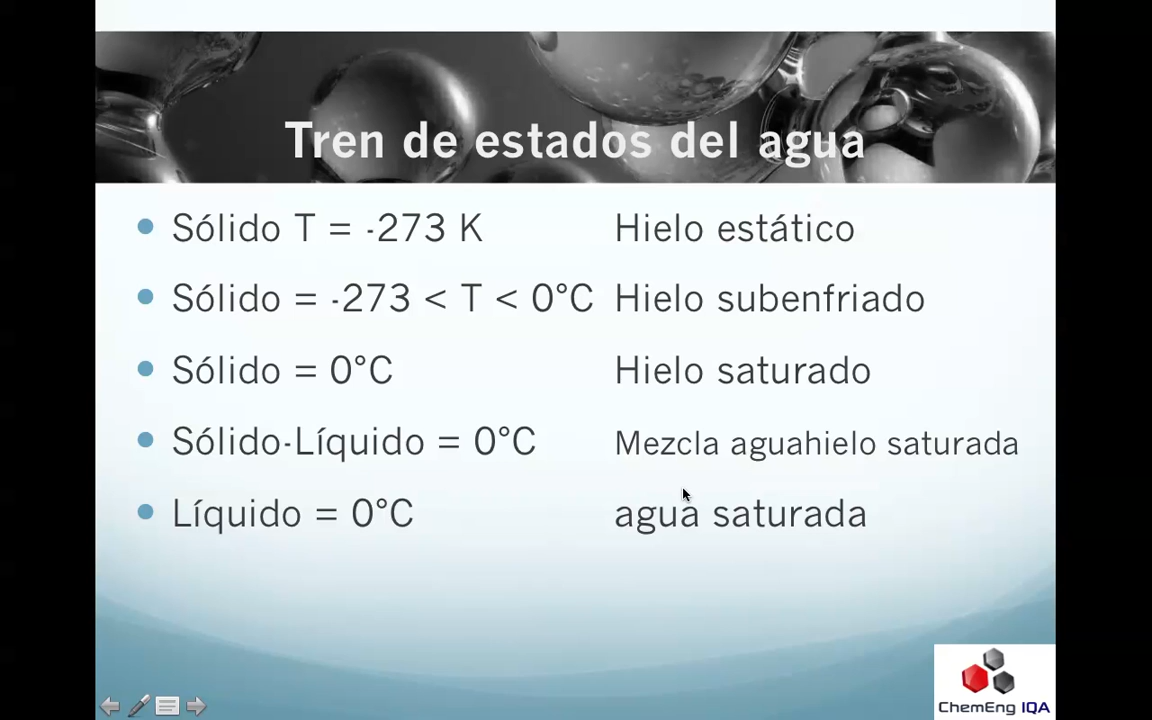 Tren de estados del agua
Sólido T = -273 K Hielo estático
Sólido = -273 < T < 0°C Hielo subenfriado
Sólido = 0°C Hielo saturado
Sólido-Líquido = 0°C Mezcla aguahielo saturada
Líquido = 0°C agua saturada
ChemEng IQA